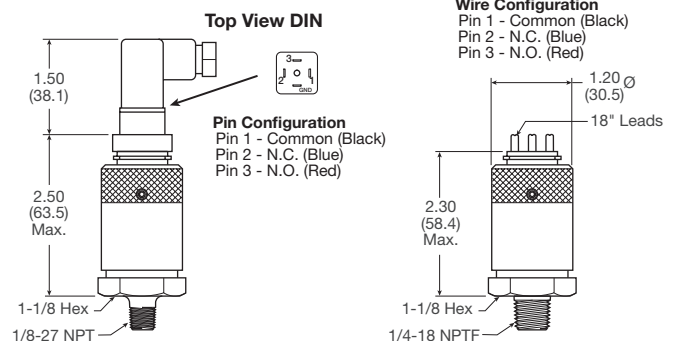 Top View DIN
1.50
(38.1)
3
2
1
GND
Pin Configuration
Pin 1 - Common (Black)
Pin 2 - N.C. (Blue)
Pin 3 - N.O. (Red)
2.50
(63.5)
Max.
1-1/8 Hex
1/8-27 NPT
Wire Configuration
Pin 1 - Common (Black)
Pin 2 - N.C. (Blue)
Pin 3 - N.O. (Red)
1.20 Ø
(30.5)
18" Leads
2.30
(58.4)
Max.
1-1/8 Hex
1/4-18 NPTF